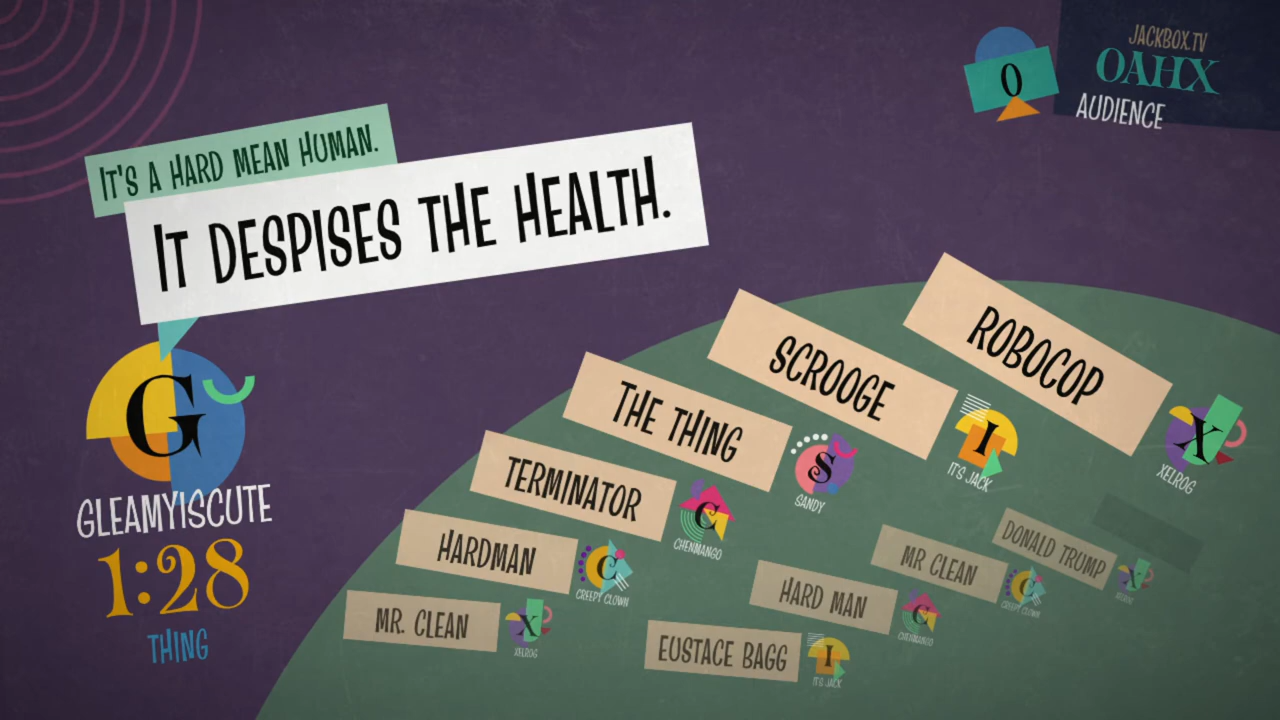 JACKBOX.TV
OAHX
O
AUDIENCE
IT'S A HARD MEAN HUMAN.
IT DESPISES THE HEALTH.
G
GLEAMYISCUTE
1:28
THING
ROBOCOP
X
XELROG
SCROOGE
I
IT'S JACK
THE THING
S
SANDY
TERMINATOR
C
CHENMANGO
HARDMAN
C
CREEPY CLOWN
MR. CLEAN
X
XELROG
DONALD TRUMP
X
XELROG
MR CLEAN
C
CREEPY CLOWN
HARD MAN
C
CHENMANGO
EUSTACE BAGG
I
IT'S JACK